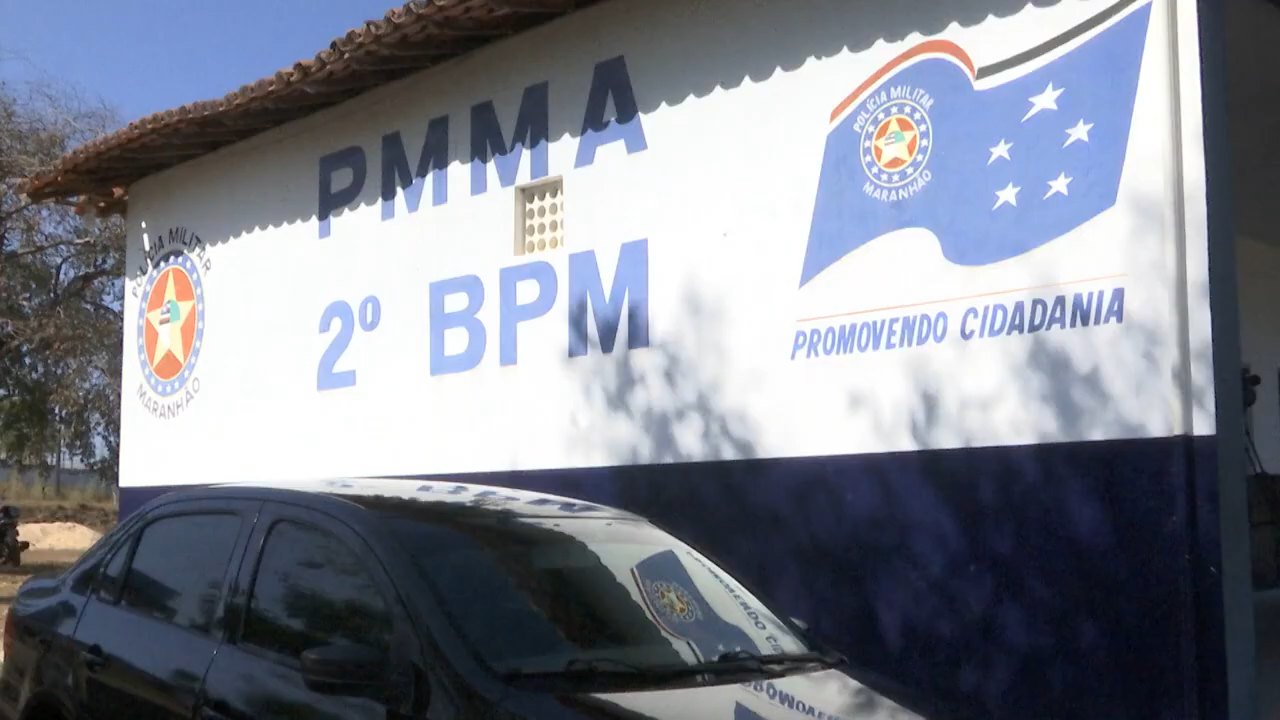 PMMA
2º BPM
POLÍCIA MILITAR
MARANHÃO
POLÍCIA MILITAR
MARANHÃO
PROMOVENDO CIDADANIA